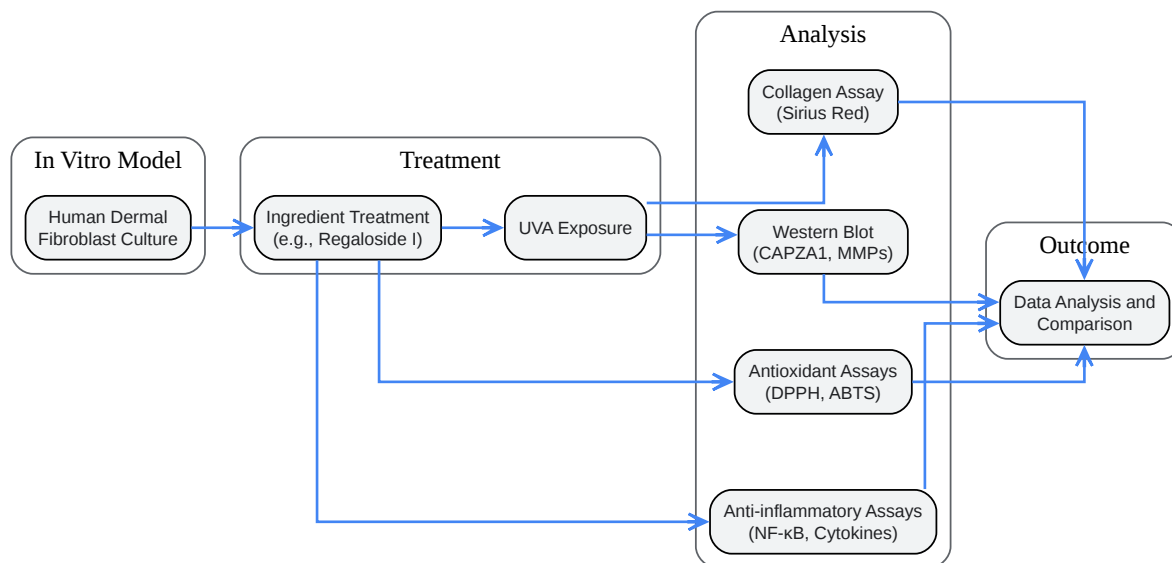 In Vitro Model
Human Dermal
Fibroblast Culture
Treatment
Ingredient Treatment
(e.g., Regaloside I)
UVA Exposure
Analysis
Collagen Assay
(Sirius Red)
Western Blot
(CAPZA1, MMPs)
Antioxidant Assays
(DPPH, ABTS)
Anti-inflammatory Assays
(NF-κB, Cytokines)
Outcome
Data Analysis and
Comparison